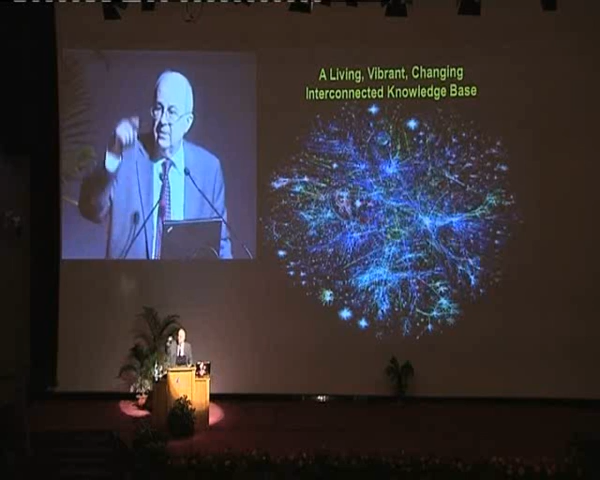 A Living, Vibrant, Changing
Interconnected Knowledge Base